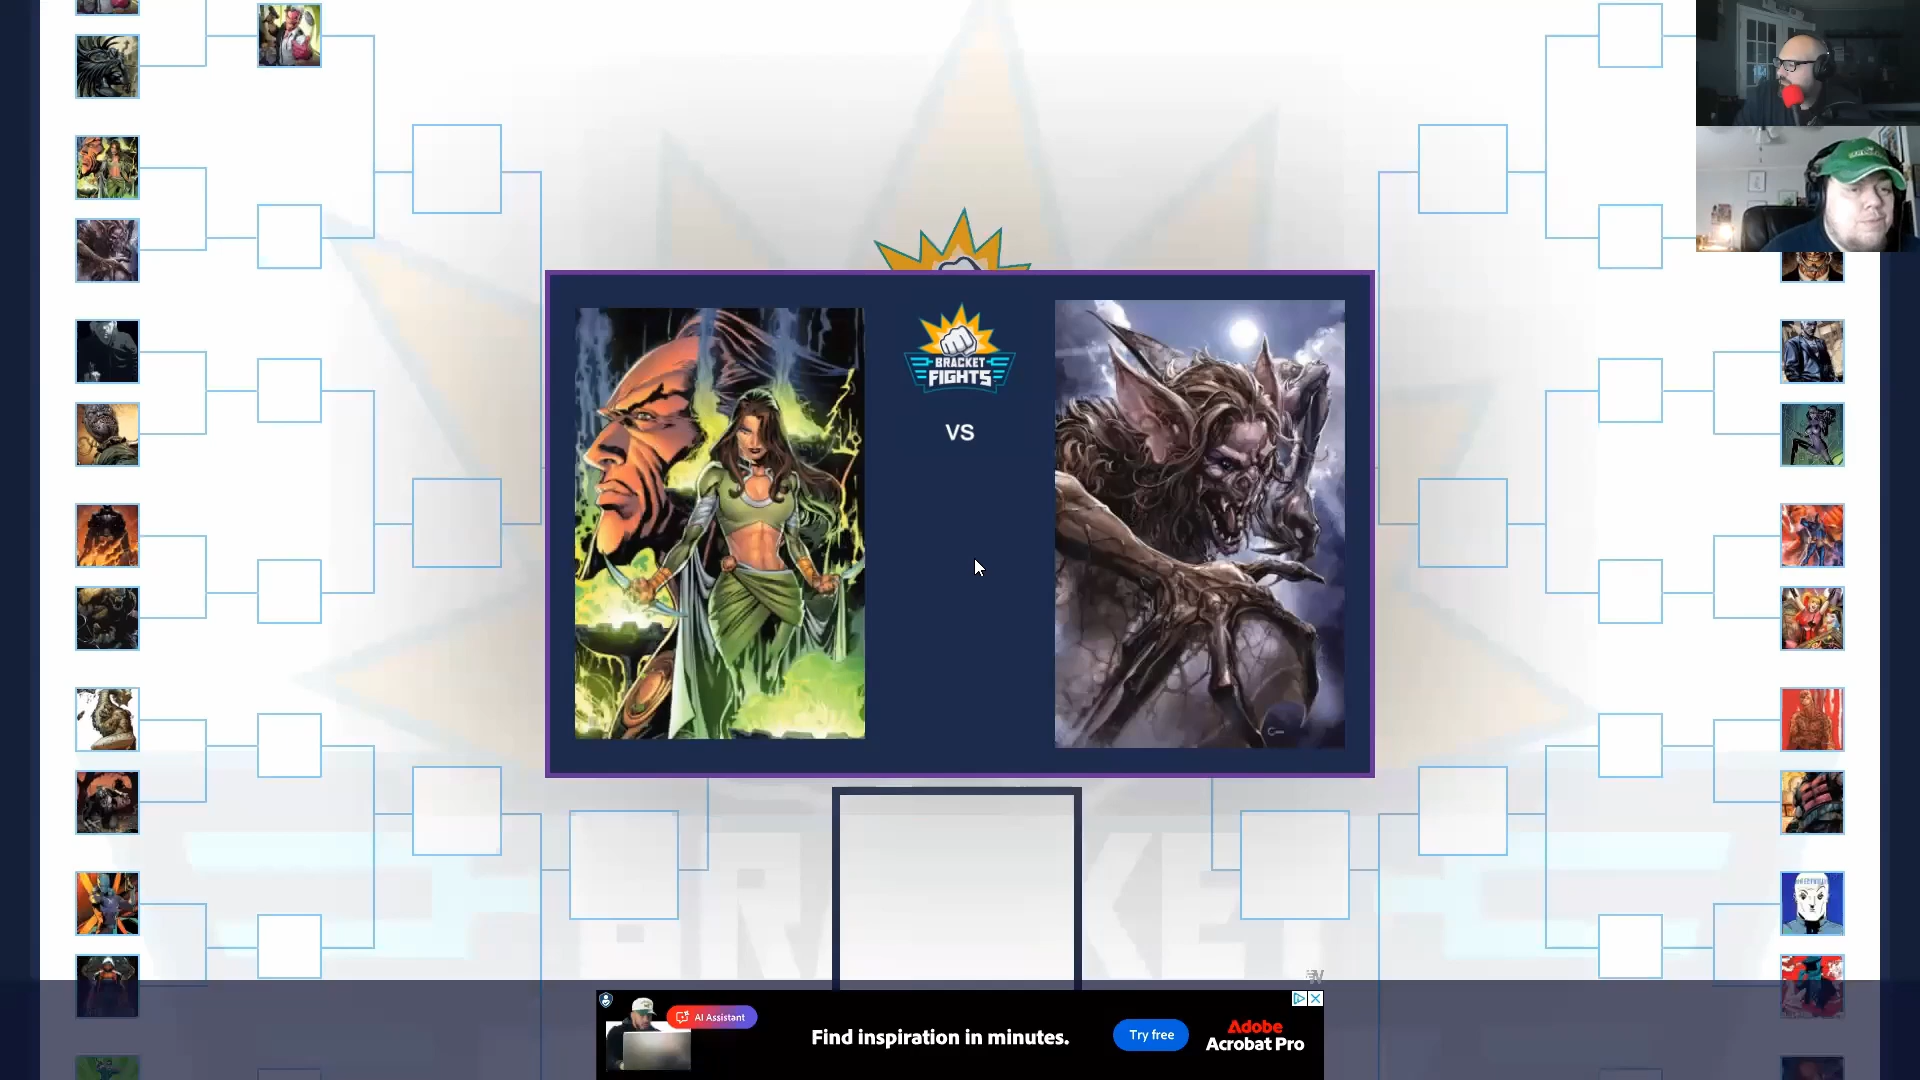 BRACKET
FIGHTS
VS
AI Assistant
Find inspiration in minutes.
Try free
Adobe
Acrobat Pro